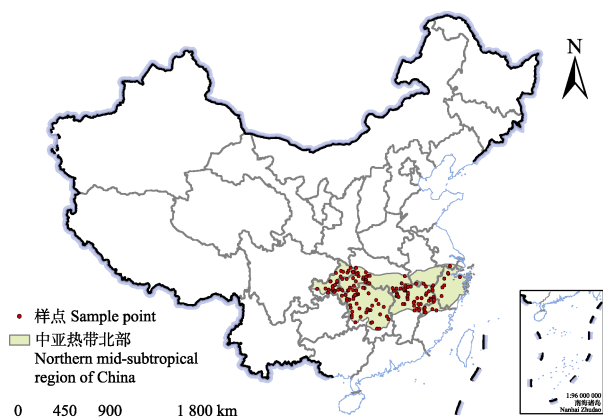 N
样点 Sample point
中亚热带北部
Northern mid-subtropical
region of China
0 450 900 1 800 km
1:96 000 000
南海诸岛
Nanhai Zhudao